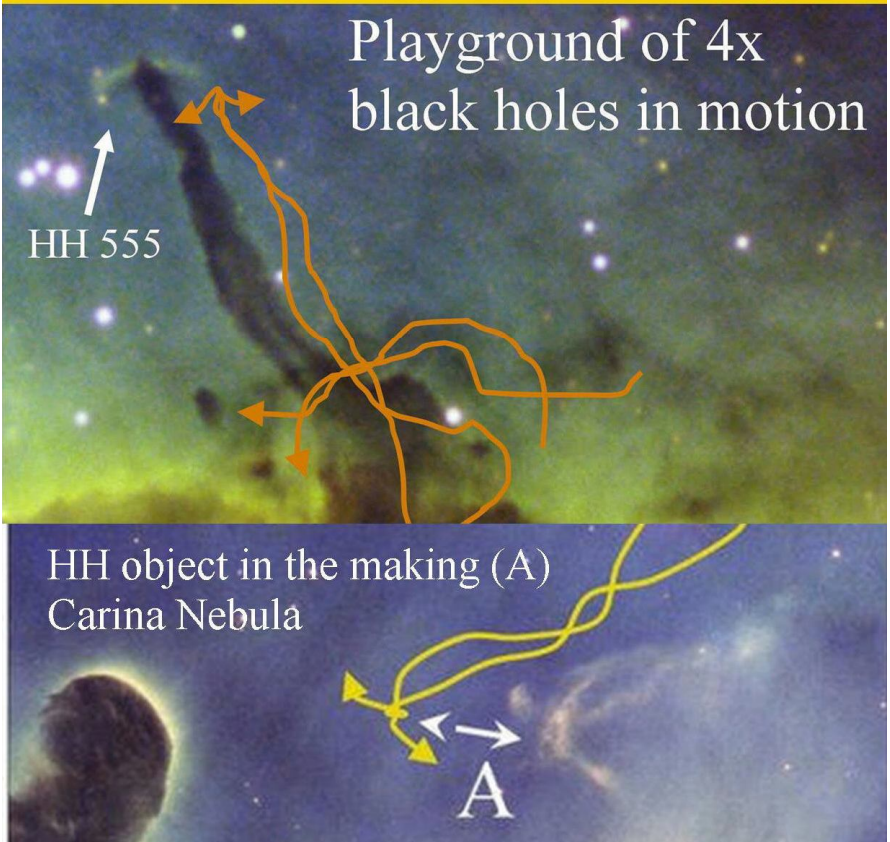 Playground of 4x
black holes in motion
HH 555
HH object in the making (A)
Carina Nebula
A